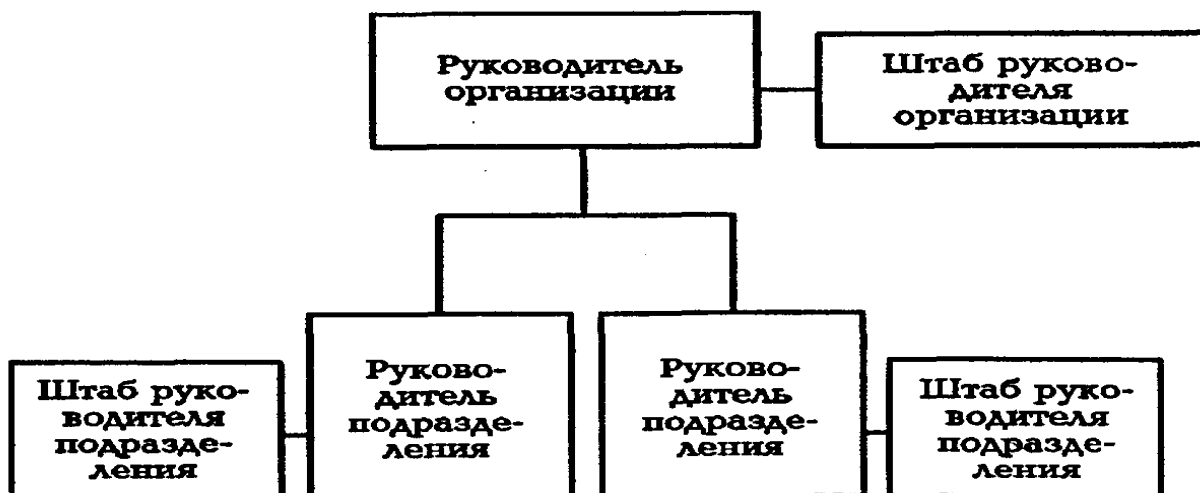 Руководитель
организации
Штаб руково-
дителя
организации
Штаб руко-
водителя
подразде-
ления
Руково-
дитель
подразде-
ления
Руково-
дитель
подразде-
ления
Штаб руко-
водителя
подразде-
ления